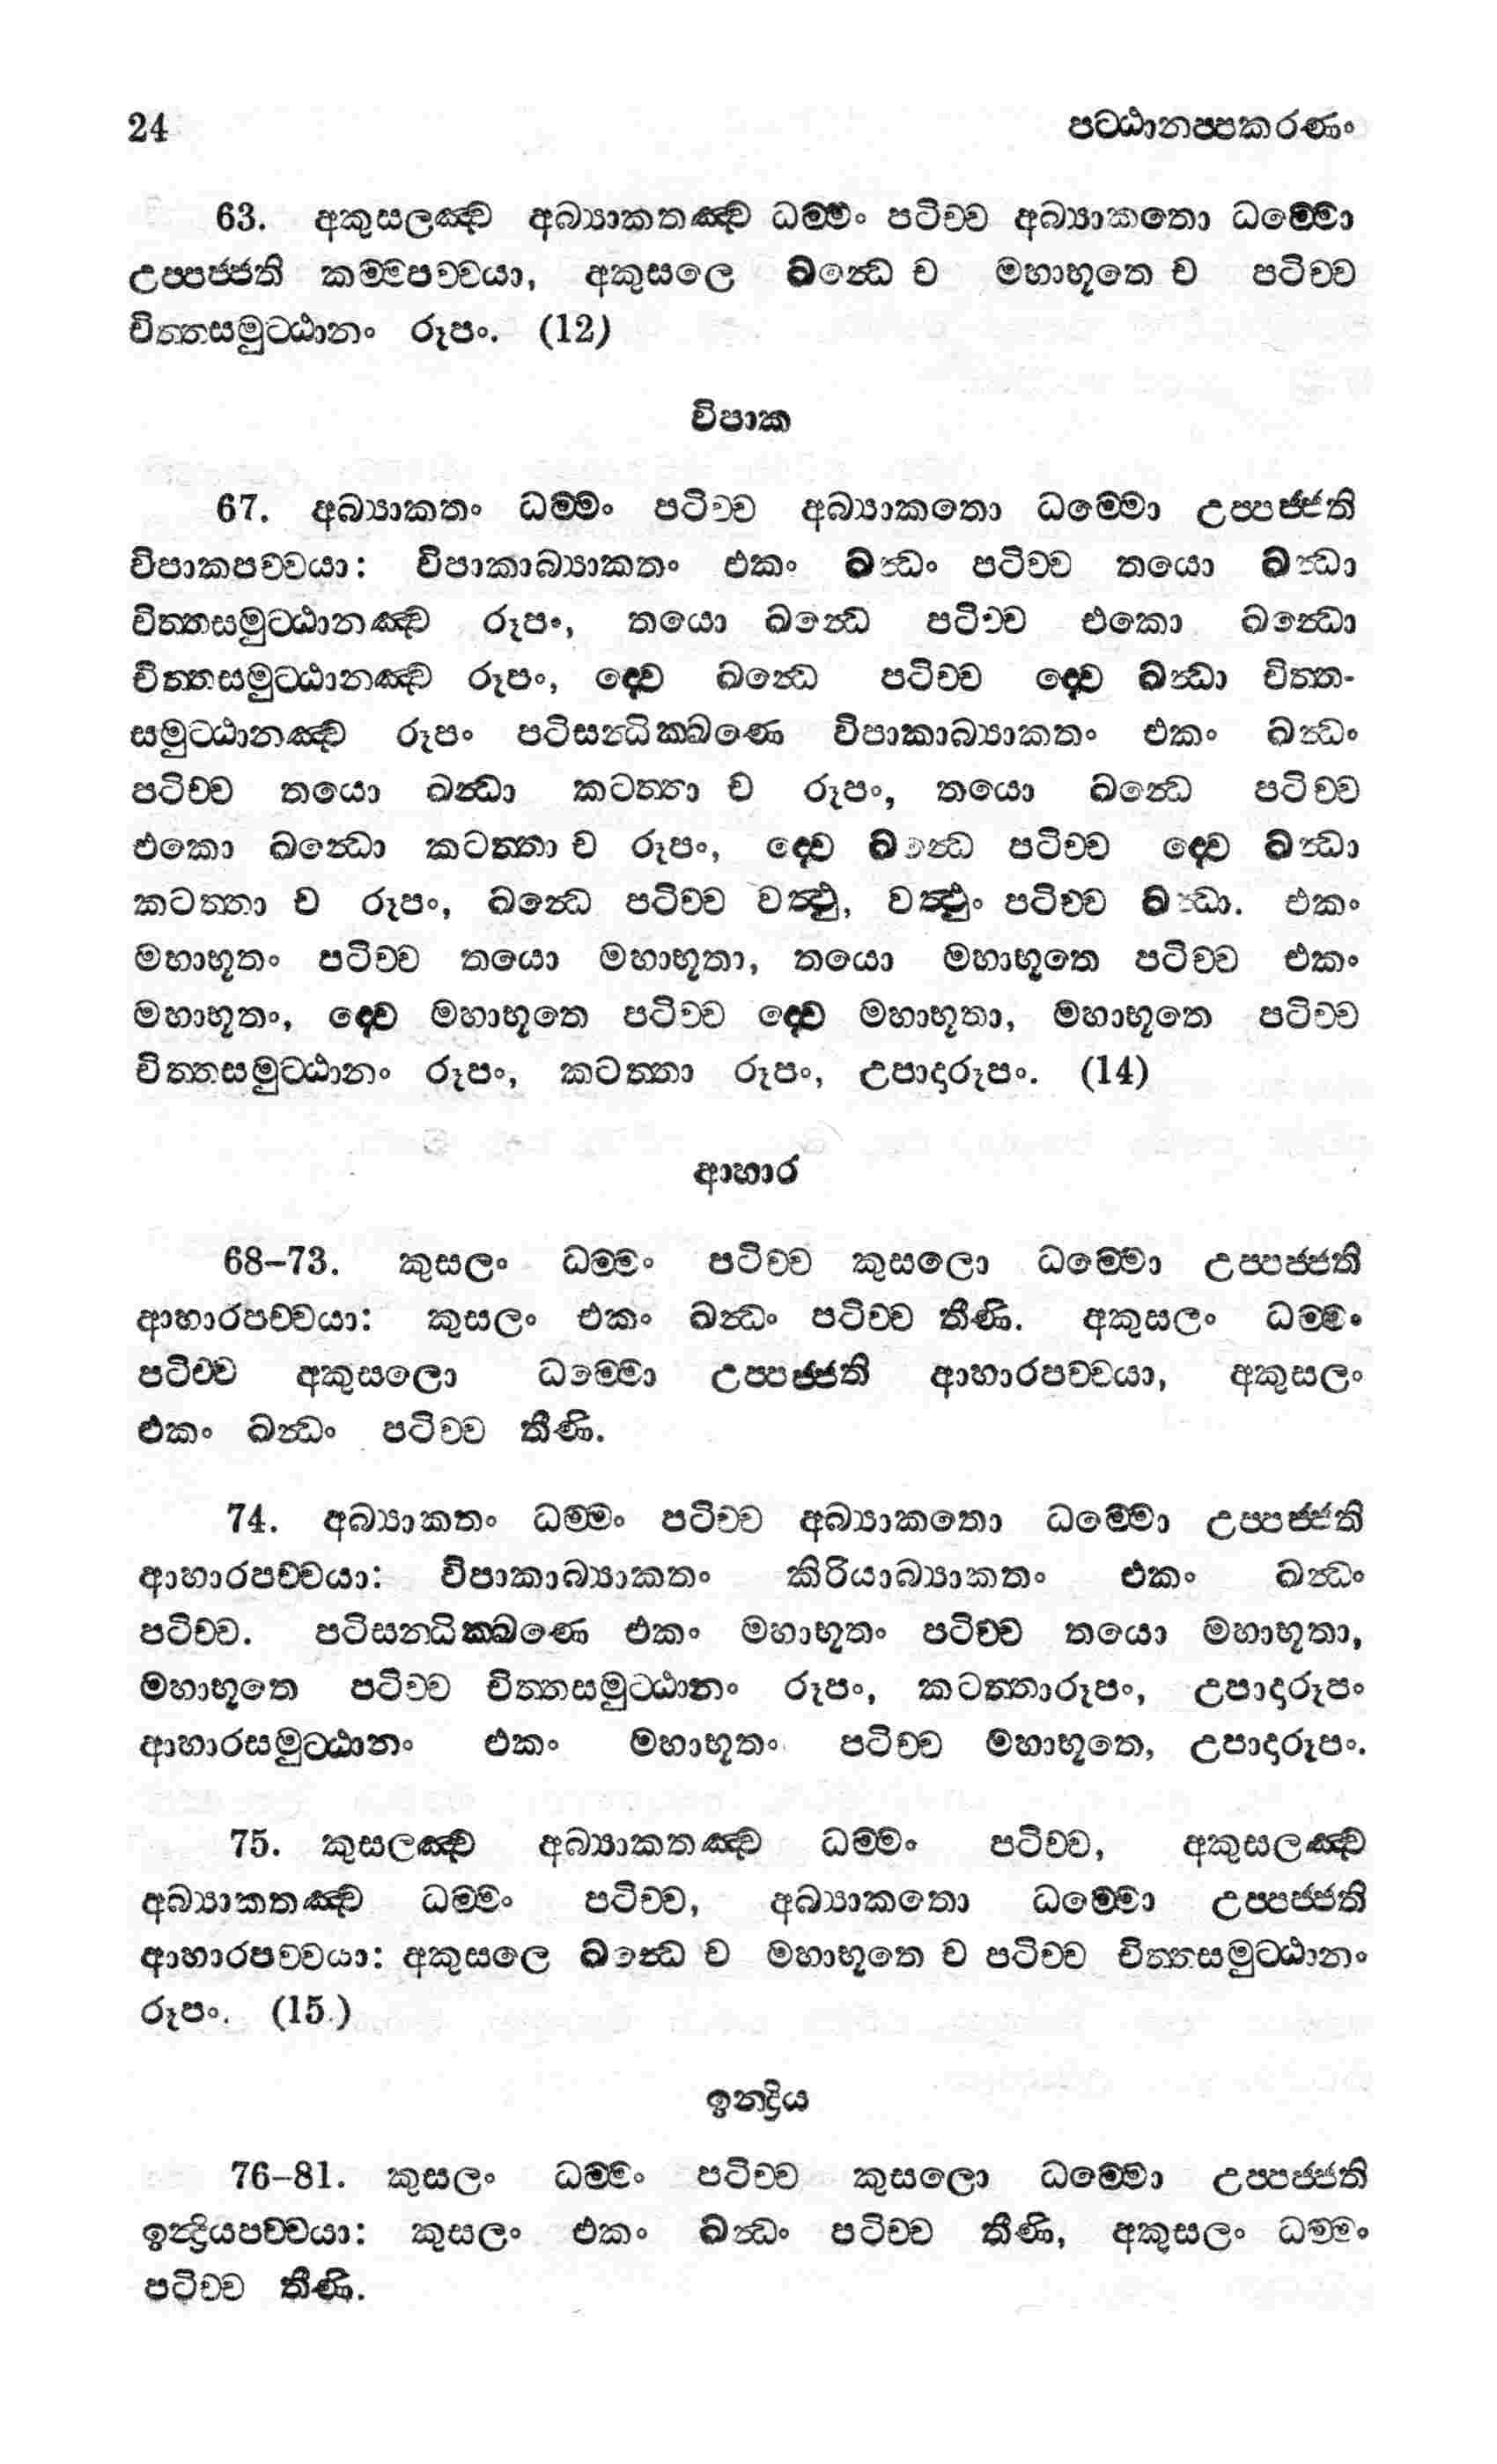 24 පට්ඨානප්පකරණං
63. අකුසලඤ්ච අබ්‍යාකතඤ්ච ධම්මං පටිච්ච අබ්‍යාකතො ධම්මො
උප්පජ්ජති කම්මපච්චයා, අකුසලෙ ඛන්ධෙ ච මහාභූතෙ ච පටිච්ච
චිත්තසමුට්ඨානං රූපං. (12)
විපාක
67. අබ්‍යාකතං ධම්මං පටිච්ච අබ්‍යාකතො ධම්මො උප්පජ්ජති
විපාකපච්චයා: විපාකාබ්‍යාකතං එකං ඛන්ධං පටිච්ච තයො ඛන්ධා
චිත්තසමුට්ඨානඤ්ච රූපං, තයො ඛන්ධෙ පටිච්ච එකො ඛන්ධො
චිත්තසමුට්ඨානඤ්ච රූපං, ද්වෙ ඛන්ධෙ පටිච්ච ද්වෙ ඛන්ධා චිත්ත-
සමුට්ඨානඤ්ච රූපං පටිසන්ධික්ඛණෙ විපාකාබ්‍යාකතං එකං ඛන්ධං
පටිච්ච තයො ඛන්ධා කටත්තා ච රූපං, තයො ඛන්ධෙ පටිච්ච
එකො ඛන්ධො කටත්තා ච රූපං, ද්වෙ ඛන්ධෙ පටිච්ච ද්වෙ ඛන්ධා
කටත්තා ච රූපං, ඛන්ධෙ පටිච්ච වත්ථු, වත්ථුං පටිච්ච ඛන්ධා. එකං
මහාභූතං පටිච්ච තයො මහාභූතා, තයො මහාභූතෙ පටිච්ච එකං
මහාභූතං, ද්වෙ මහාභූතෙ පටිච්ච ද්වෙ මහාභූතා, මහාභූතෙ පටිච්ච
චිත්තසමුට්ඨානං රූපං, කටත්තා රූපං, උපාදාරූපං. (14)
ආහාර
68–73. කුසලං ධම්මං පටිච්ච කුසලො ධම්මො උප්පජ්ජති
ආහාරපච්චයා: කුසලං එකං ඛන්ධං පටිච්ච තීණි. අකුසලං ධම්මං
පටිච්ච අකුසලො ධම්මො උප්පජ්ජති ආහාරපච්චයා, අකුසලං
එකං ඛන්ධං පටිච්ච තීණි.
74. අබ්‍යාකතං ධම්මං පටිච්ච අබ්‍යාකතො ධම්මො උප්පජ්ජති
ආහාරපච්චයා: විපාකාබ්‍යාකතං කිරියාබ්‍යාකතං එකං ඛන්ධං
පටිච්ච. පටිසන්ධික්ඛණෙ එකං මහාභූතං පටිච්ච තයො මහාභූතා,
මහාභූතෙ පටිච්ච චිත්තසමුට්ඨානං රූපං, කටත්තාරූපං, උපාදාරූපං
ආහාරසමුට්ඨානං එකං මහාභූතං පටිච්ච මහාභූතෙ, උපාදාරූපං.
75. කුසලඤ්ච අබ්‍යාකතඤ්ච ධම්මං පටිච්ච, අකුසලඤ්ච
අබ්‍යාකතඤ්ච ධම්මං පටිච්ච, අබ්‍යාකතො ධම්මො උප්පජ්ජති
ආහාරපච්චයා: අකුසලෙ ඛන්ධෙ ච මහාභූතෙ ච පටිච්ච චිත්තසමුට්ඨානං
රූපං. (15.)
ඉන්ද්‍රිය
76–81. කුසලං ධම්මං පටිච්ච කුසලො ධම්මො උප්පජ්ජති
ඉන්ද්‍රියපච්චයා: කුසලං එකං ඛන්ධං පටිච්ච තීණි, අකුසලං ධම්මං
පටිච්ච තීණි.